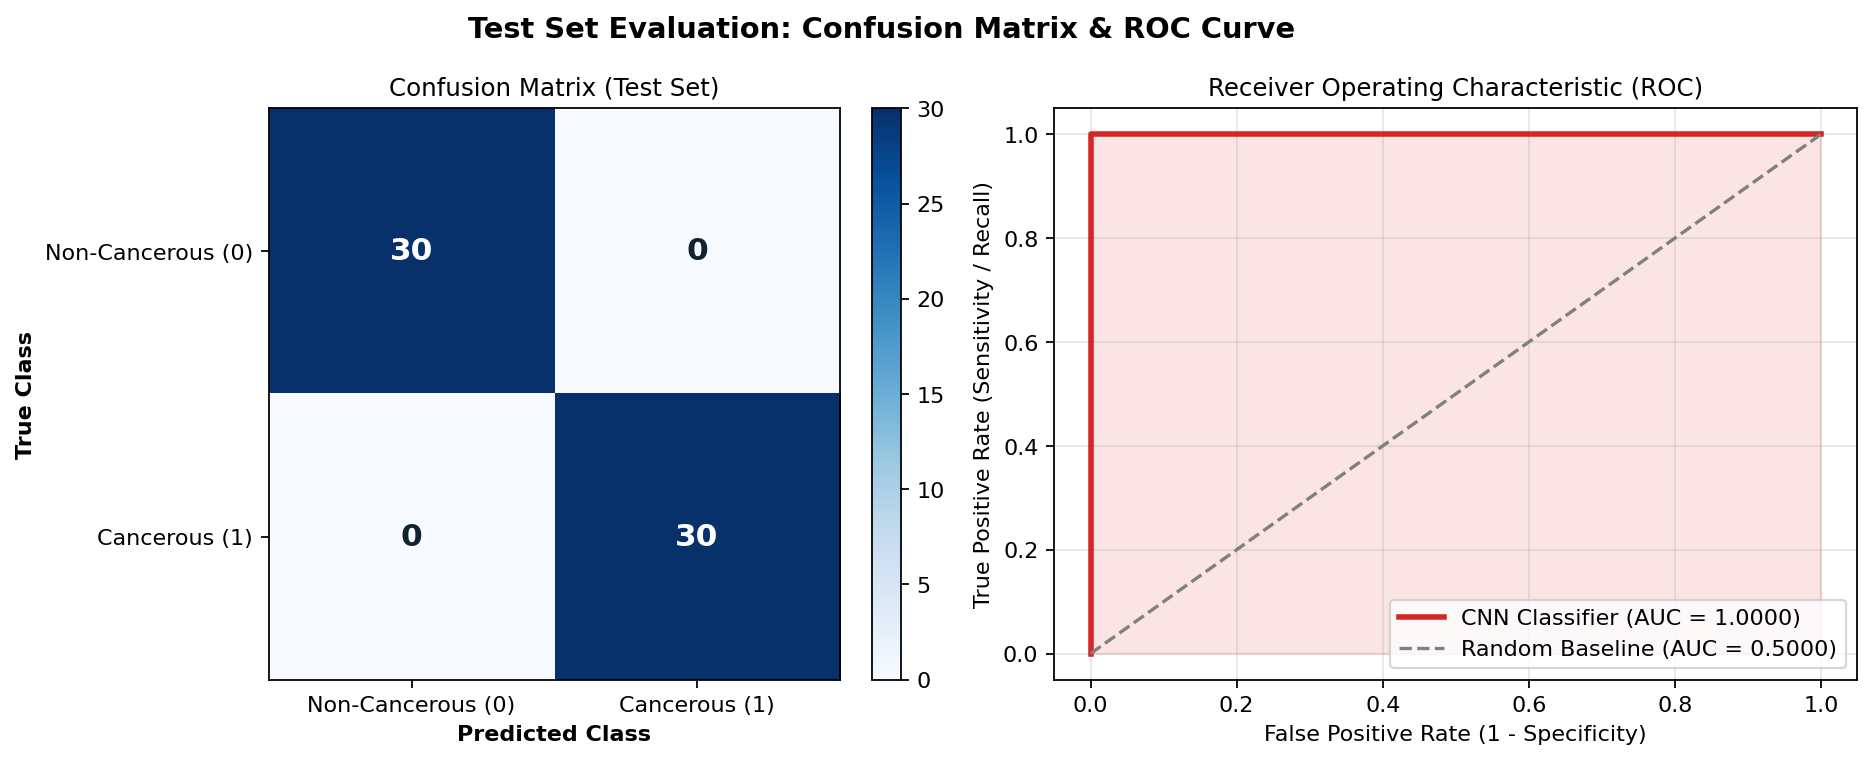 Test Set Evaluation: Confusion Matrix & ROC Curve
Confusion Matrix (Test Set)
True Class
Non-Cancerous (0)
30
0
Cancerous (1)
0
30
Non-Cancerous (0)
Cancerous (1)
Predicted Class
30
25
20
15
10
5
0
Receiver Operating Characteristic (ROC)
True Positive Rate (Sensitivity / Recall)
1.0
0.8
0.6
0.4
0.2
0.0
CNN Classifier (AUC = 1.0000)
Random Baseline (AUC = 0.5000)
0.0
0.2
0.4
0.6
0.8
1.0
False Positive Rate (1 - Specificity)